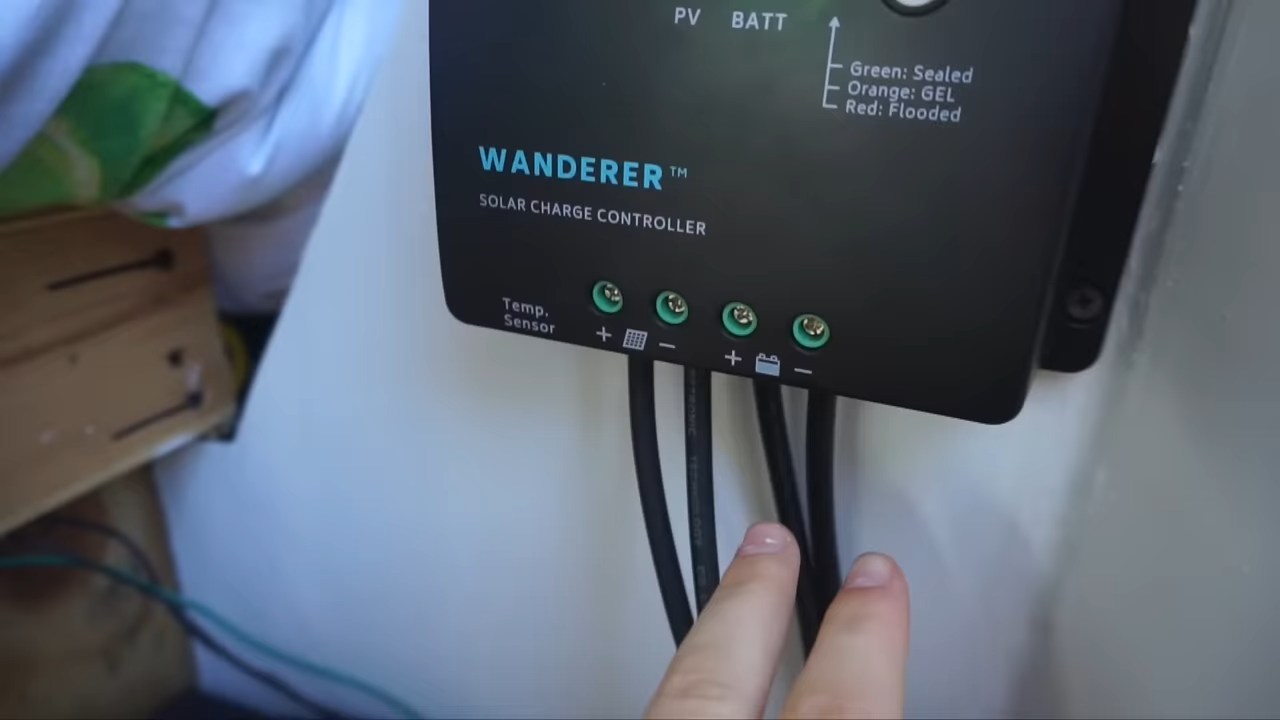 PV BATT
Green: Sealed
Orange: GEL
Red: Flooded
WANDERER™
SOLAR CHARGE CONTROLLER
Temp.
Sensor
+ − + −